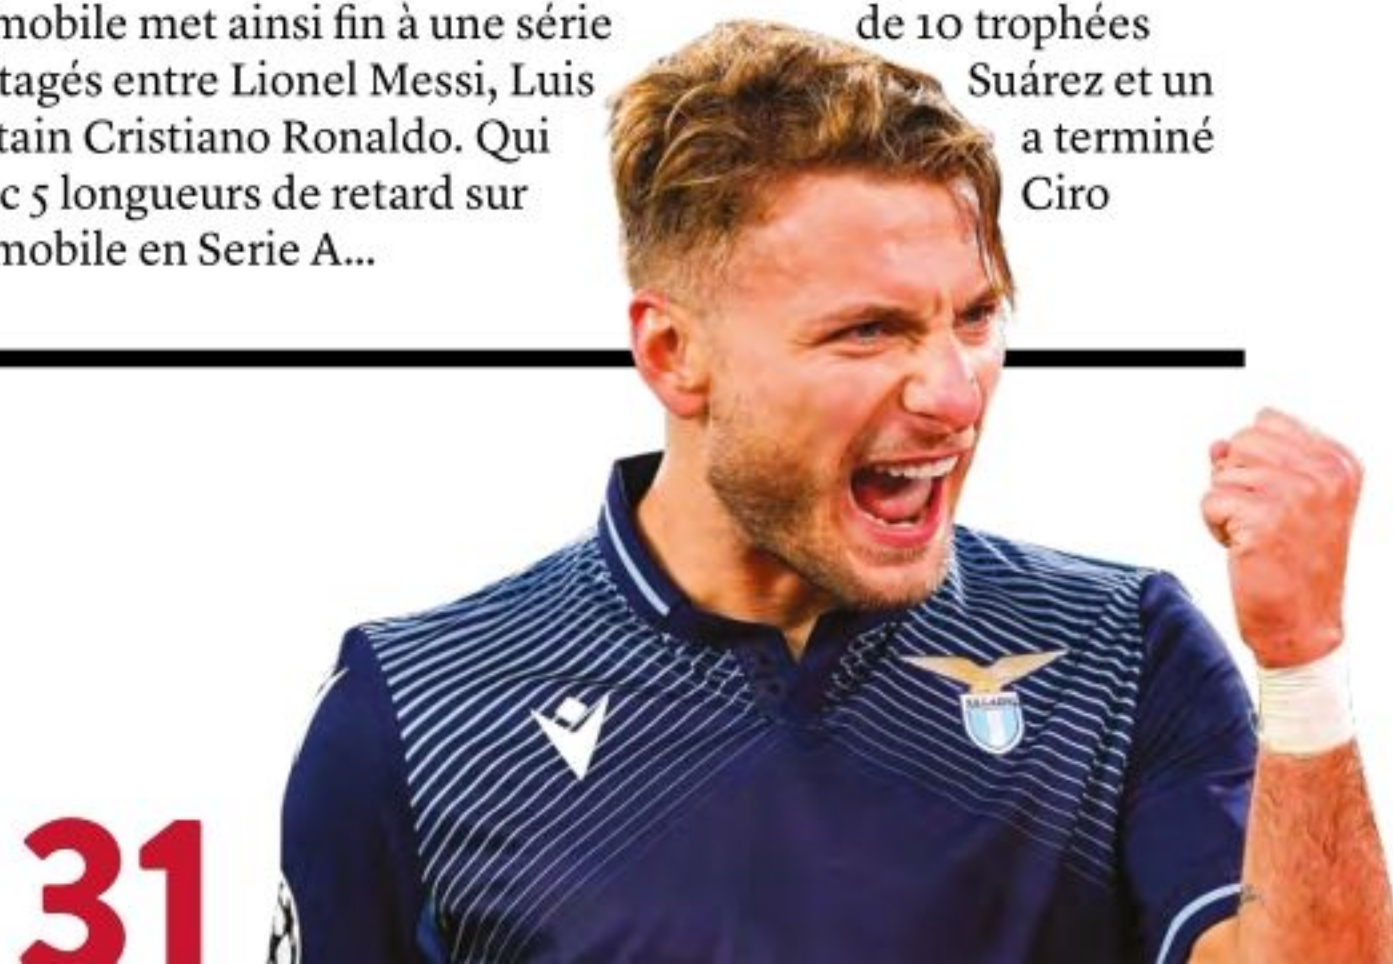 mobile met ainsi fin à une série de 10 trophées
tagés entre Lionel Messi, Luis Suárez et un
tain Cristiano Ronaldo. Qui a terminé
c 5 longueurs de retard sur Ciro
mobile en Serie A...
31